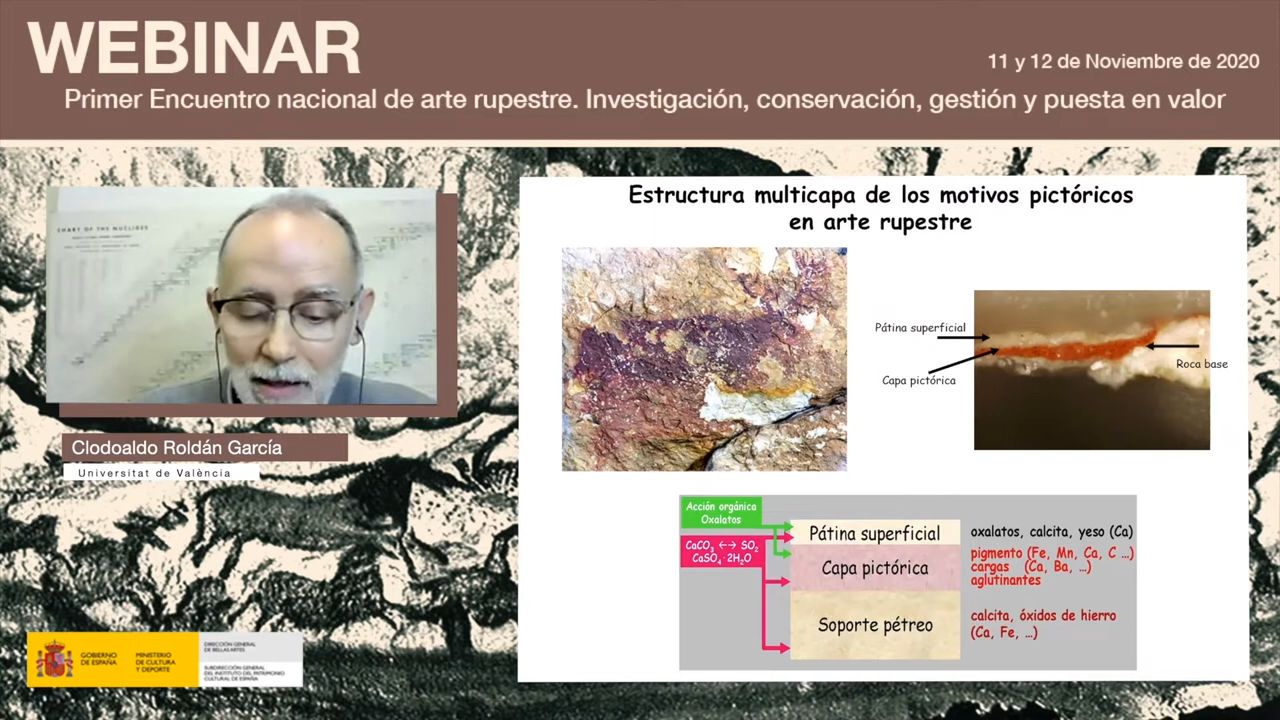 WEBINAR
11 y 12 de Noviembre de 2020
Primer Encuentro nacional de arte rupestre. Investigación, conservación, gestión y puesta en valor
CHART OF THE NUCLIDES
Clodoaldo Roldán García
Universitat de València
GOBIERNO
DE ESPAÑA
MINISTERIO
DE CULTURA
Y DEPORTE
DIRECCIÓN GENERAL
DE BELLAS ARTES
SUBDIRECCIÓN GENERAL
DEL INSTITUTO DEL PATRIMONIO
CULTURAL DE ESPAÑA
Estructura multicapa de los motivos pictóricos
en arte rupestre
Pátina superficial
Capa pictórica
Roca base
Acción orgánica
Oxalatos
CaCO₃ ←→ SO₂
CaSO₄·2H₂O
Pátina superficial
Capa pictórica
Soporte pétreo
oxalatos, calcita, yeso (Ca)
pigmento (Fe, Mn, Ca, C ...)
cargas (Ca, Ba, ...)
aglutinantes
calcita, óxidos de hierro
(Ca, Fe, ...)